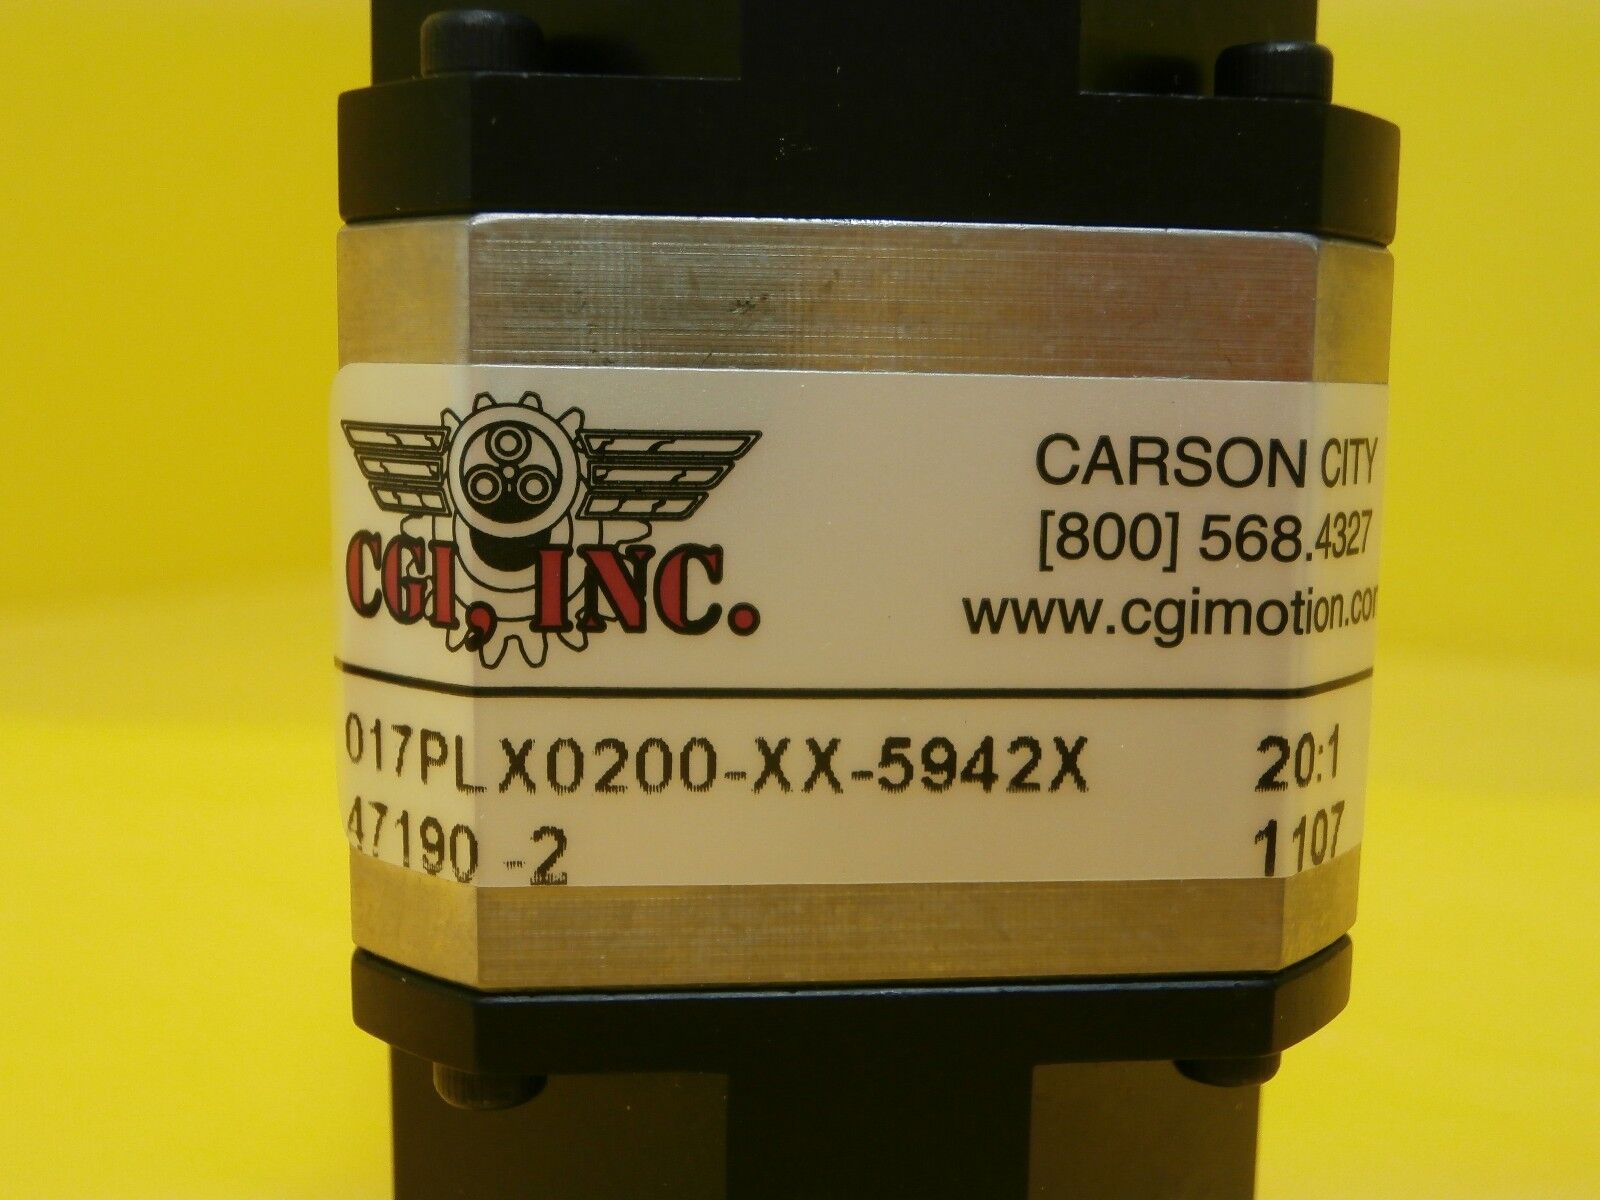 CGI, INC.
CARSON CITY
[800] 568.4327
www.cgimotion.com
017PLX0200-XX-5942X 20:1
47190-2 1107